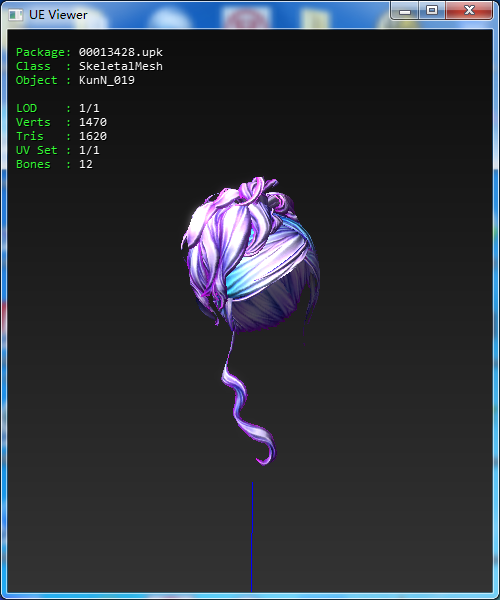 UE Viewer
Package: 00013428.upk
Class  : SkeletalMesh
Object : KunN_019
LOD    : 1/1
Verts  : 1470
Tris   : 1620
UV Set : 1/1
Bones  : 12